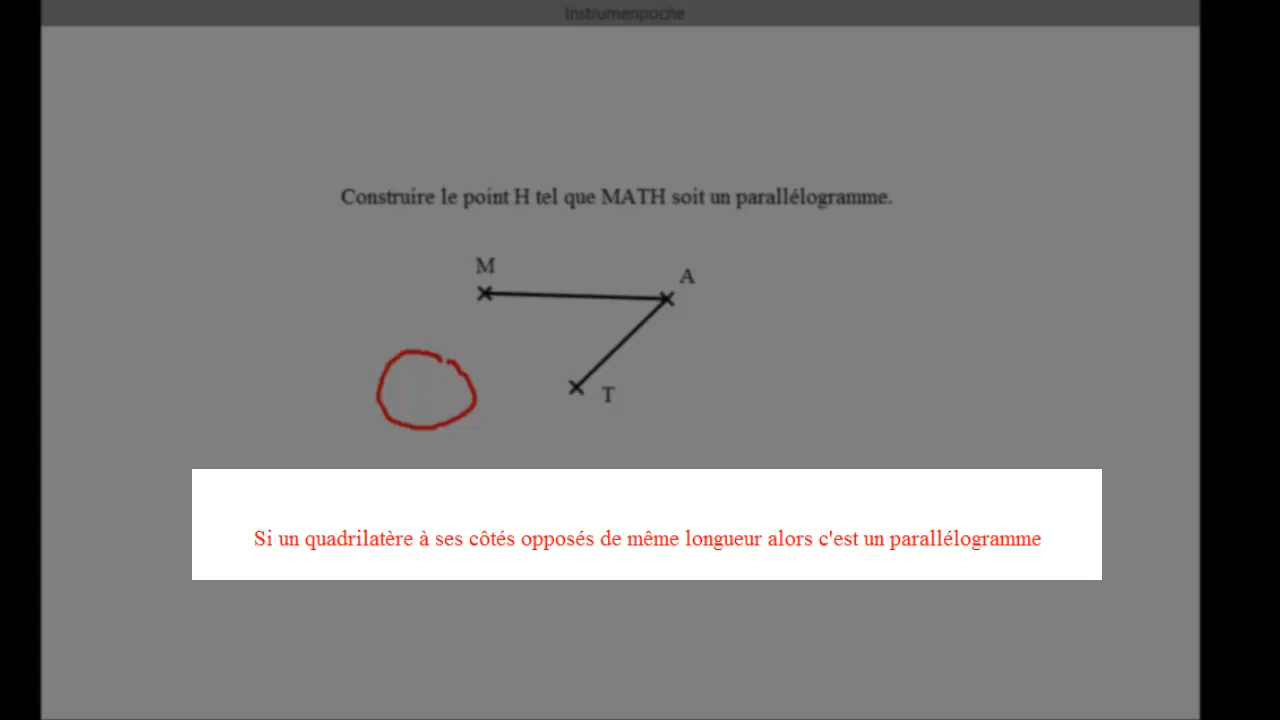 Instrumenpoche
Construire le point H tel que MATH soit un parallélogramme.
M
A
T
Si un quadrilatère à ses côtés opposés de même longueur alors c'est un parallélogramme